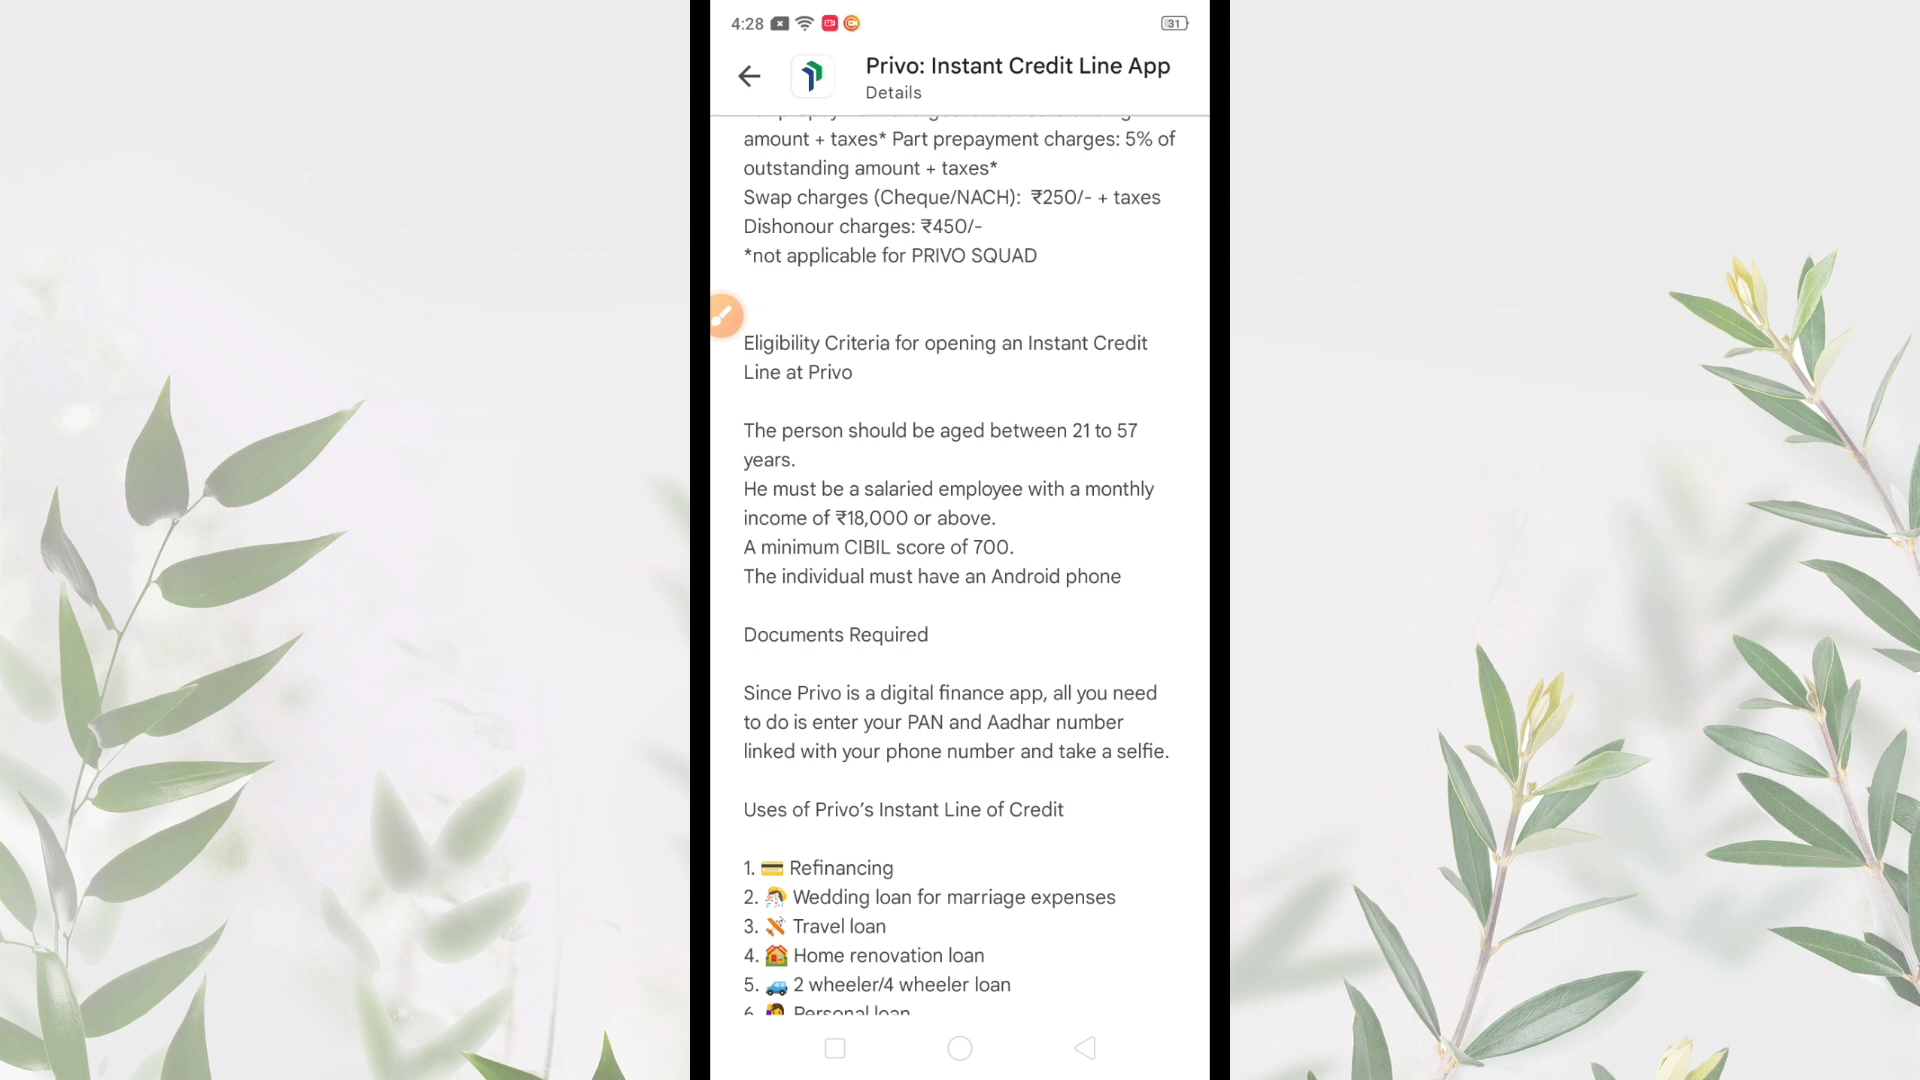 4:28
31
Privo: Instant Credit Line App
Details
amount + taxes* Part prepayment charges: 5% of
outstanding amount + taxes*
Swap charges (Cheque/NACH):  ₹250/- + taxes
Dishonour charges: ₹450/-
*not applicable for PRIVO SQUAD
Eligibility Criteria for opening an Instant Credit
Line at Privo
The person should be aged between 21 to 57
years.
He must be a salaried employee with a monthly
income of ₹18,000 or above.
A minimum CIBIL score of 700.
The individual must have an Android phone
Documents Required
Since Privo is a digital finance app, all you need
to do is enter your PAN and Aadhar number
linked with your phone number and take a selfie.
Uses of Privo’s Instant Line of Credit
1. 💳 Refinancing
2. 👰 Wedding loan for marriage expenses
3. Travel loan
4. 🏠 Home renovation loan
5. 🚙 2 wheeler/4 wheeler loan
6. Personal loan